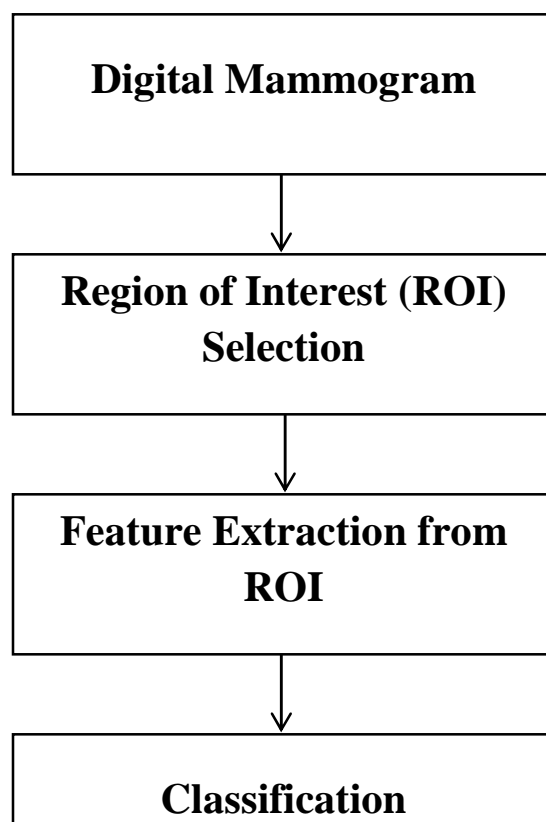 Digital Mammogram
Region of Interest (ROI)
Selection
Feature Extraction from
ROI
Classification